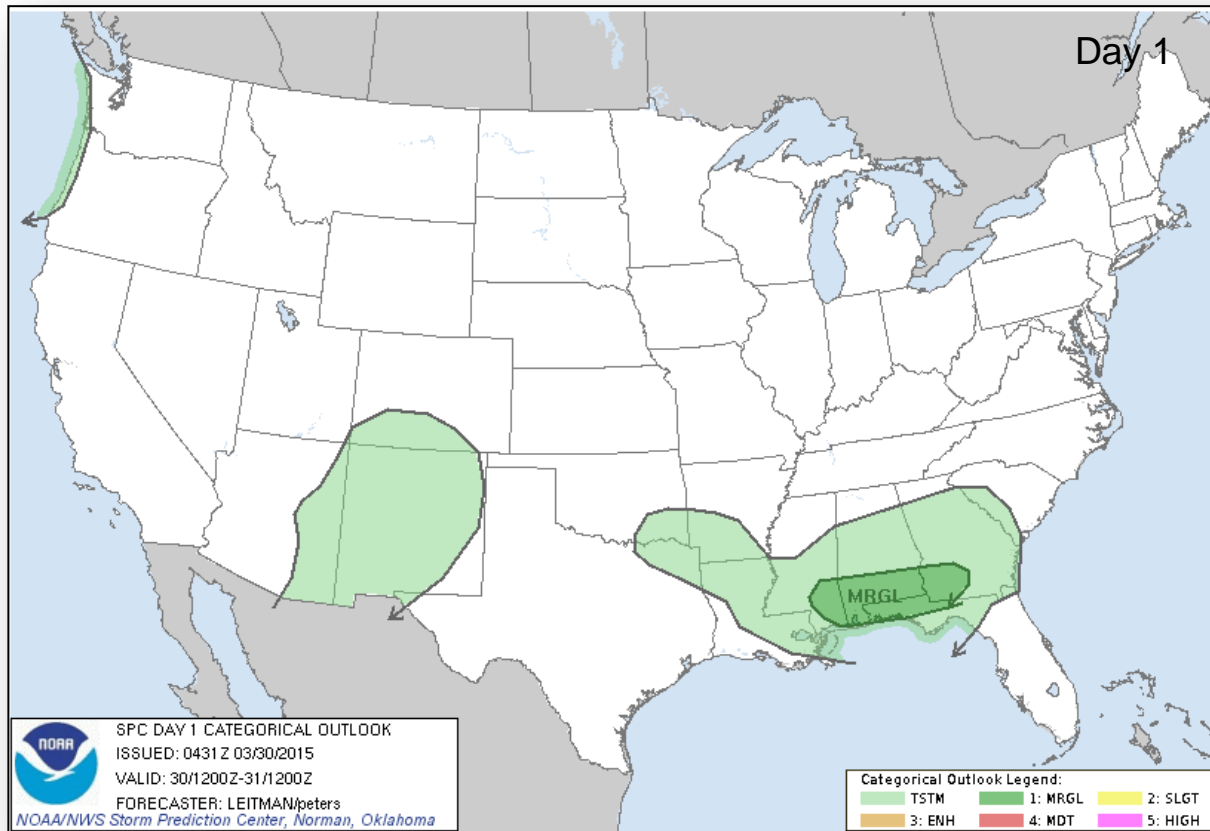 Day 1
MRGL
NOAA
SPC DAY 1 CATEGORICAL OUTLOOK
ISSUED: 0431Z 03/30/2015
VALID: 30/1200Z-31/1200Z
FORECASTER: LEITMAN/peters
NOAA/NWS Storm Prediction Center, Norman, Oklahoma
Categorical Outlook Legend:
TSTM 1: MRGL 2: SLGT
3: ENH 4: MDT 5: HIGH